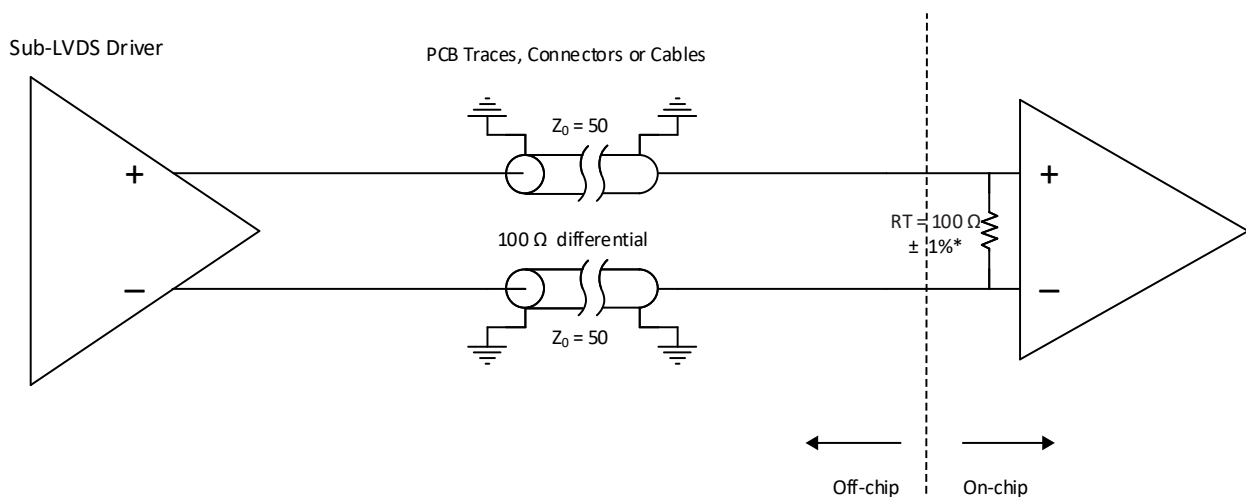 Sub-LVDS Driver
PCB Traces, Connectors or Cables
Z₀ = 50
+
+
RT = 100 Ω
± 1%*
100 Ω differential
−
−
Z₀ = 50
Off-chip
On-chip